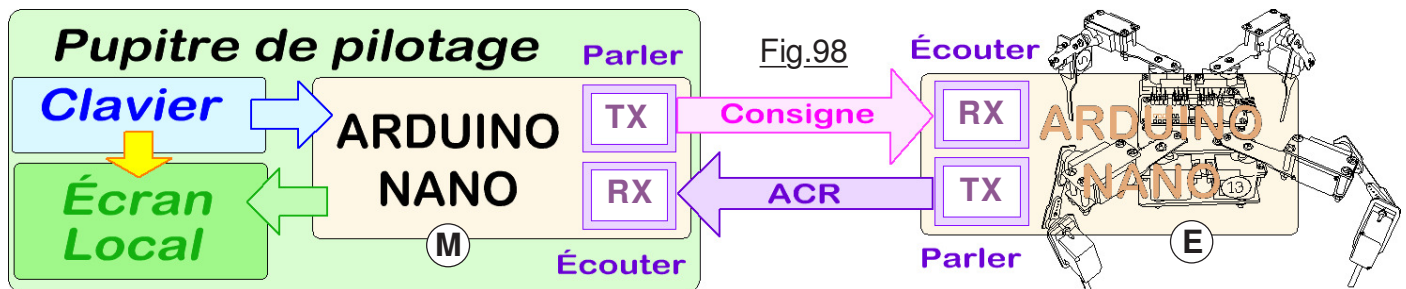 Pupitre de pilotage
Clavier
Écran
Local
ARDUINO
NANO
M
Parler
TX
RX
Écouter
Fig.98
Consigne
ACR
Écouter
RX
TX
Parler
ARDUINO
NANO
13
E